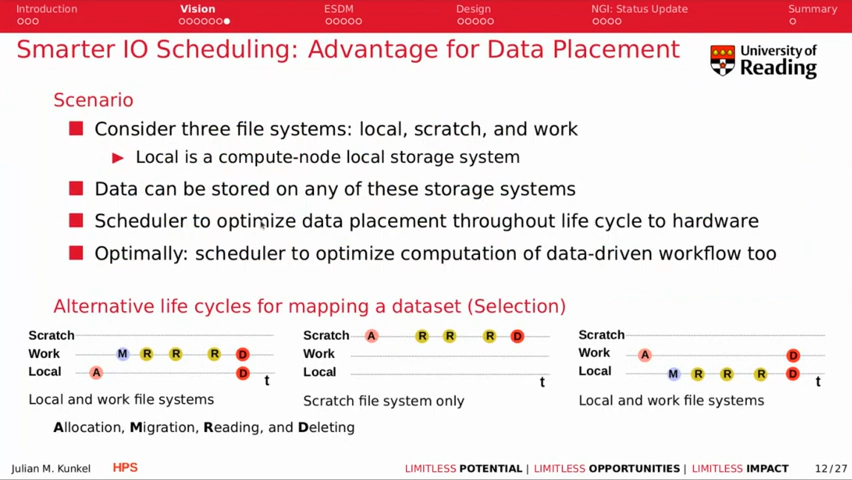 Introduction Vision ESDM Design NGI: Status Update Summary
Smarter IO Scheduling: Advantage for Data Placement
University of
Reading
Scenario
Consider three file systems: local, scratch, and work
Local is a compute-node local storage system
Data can be stored on any of these storage systems
Scheduler to optimize data placement throughout life cycle to hardware
Optimally: scheduler to optimize computation of data-driven workflow too
Alternative life cycles for mapping a dataset (Selection)
Scratch
Work M R R R D
Local A D
t
Local and work file systems
Scratch A R R R D
Work
Local
t
Scratch file system only
Scratch
Work A D
Local M R R R D
t
Local and work file systems
Allocation, Migration, Reading, and Deleting
Julian M. Kunkel HPS LIMITLESS POTENTIAL | LIMITLESS OPPORTUNITIES | LIMITLESS IMPACT 12/27